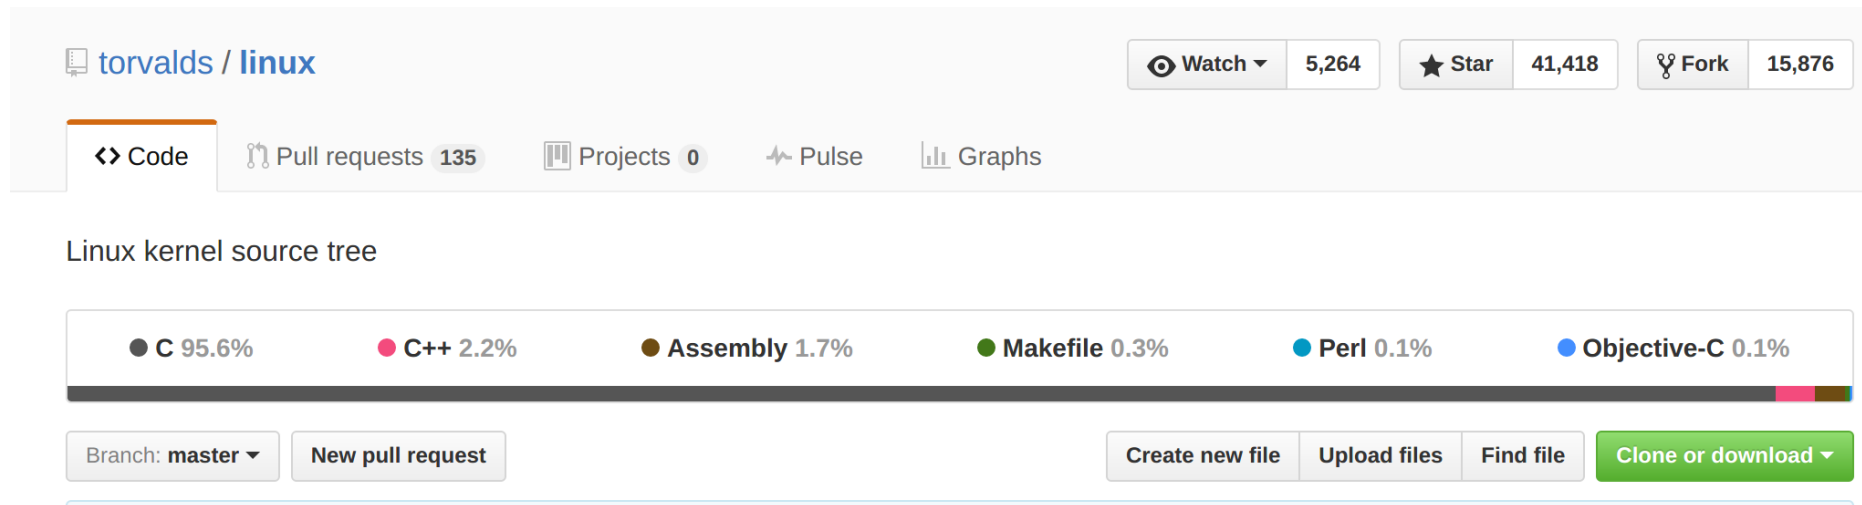 torvalds / linux Watch 5,264 Star 41,418 Fork 15,876
Code Pull requests 135 Projects 0 Pulse Graphs
Linux kernel source tree
C 95.6% C++ 2.2% Assembly 1.7% Makefile 0.3% Perl 0.1% Objective-C 0.1%
Branch: master New pull request Create new file Upload files Find file Clone or download